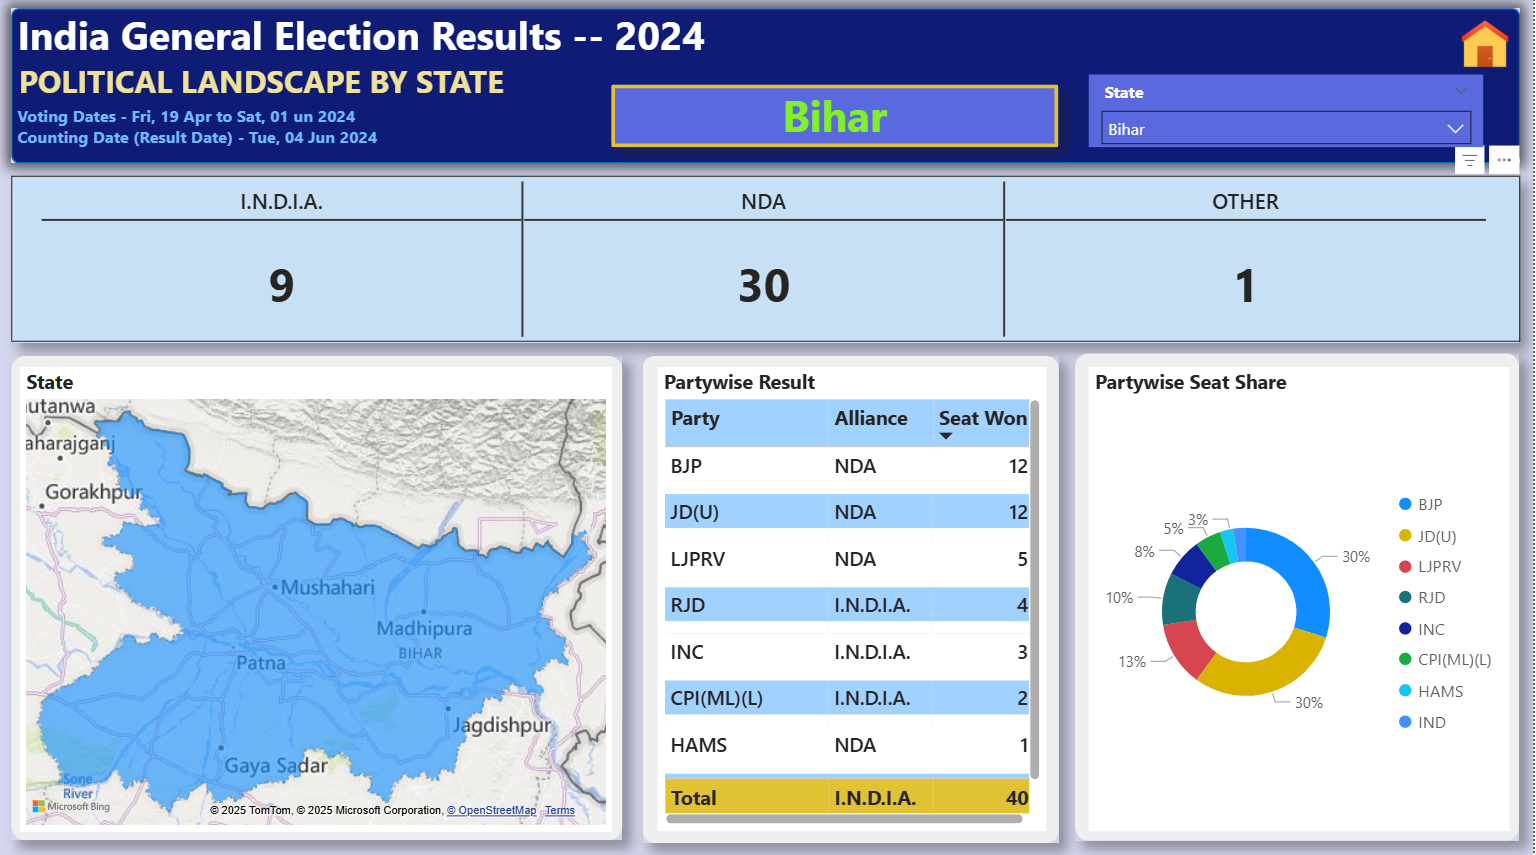 India General Election Results -- 2024
POLITICAL LANDSCAPE BY STATE
Voting Dates - Fri, 19 Apr to Sat, 01 un 2024
Counting Date (Result Date) - Tue, 04 Jun 2024
Bihar
State
Bihar
I.N.D.I.A. NDA OTHER
9 30 1
State
utanwa
aharajganj
Gorakhpur
Mushahari
Madhipura
BIHAR
Patna
Jagdishpur
Gaya Sadar
Sone
River
Microsoft Bing
© 2025 TomTom, © 2025 Microsoft Corporation, © OpenStreetMap Terms
Partywise Result
Party Alliance Seat Won
BJP NDA 12
JD(U) NDA 12
LJPRV NDA 5
RJD I.N.D.I.A. 4
INC I.N.D.I.A. 3
CPI(ML)(L) I.N.D.I.A. 2
HAMS NDA 1
Total I.N.D.I.A. 40
Partywise Seat Share
3%
5%
8%
10%
13%
30%
30%
BJP
JD(U)
LJPRV
RJD
INC
CPI(ML)(L)
HAMS
IND